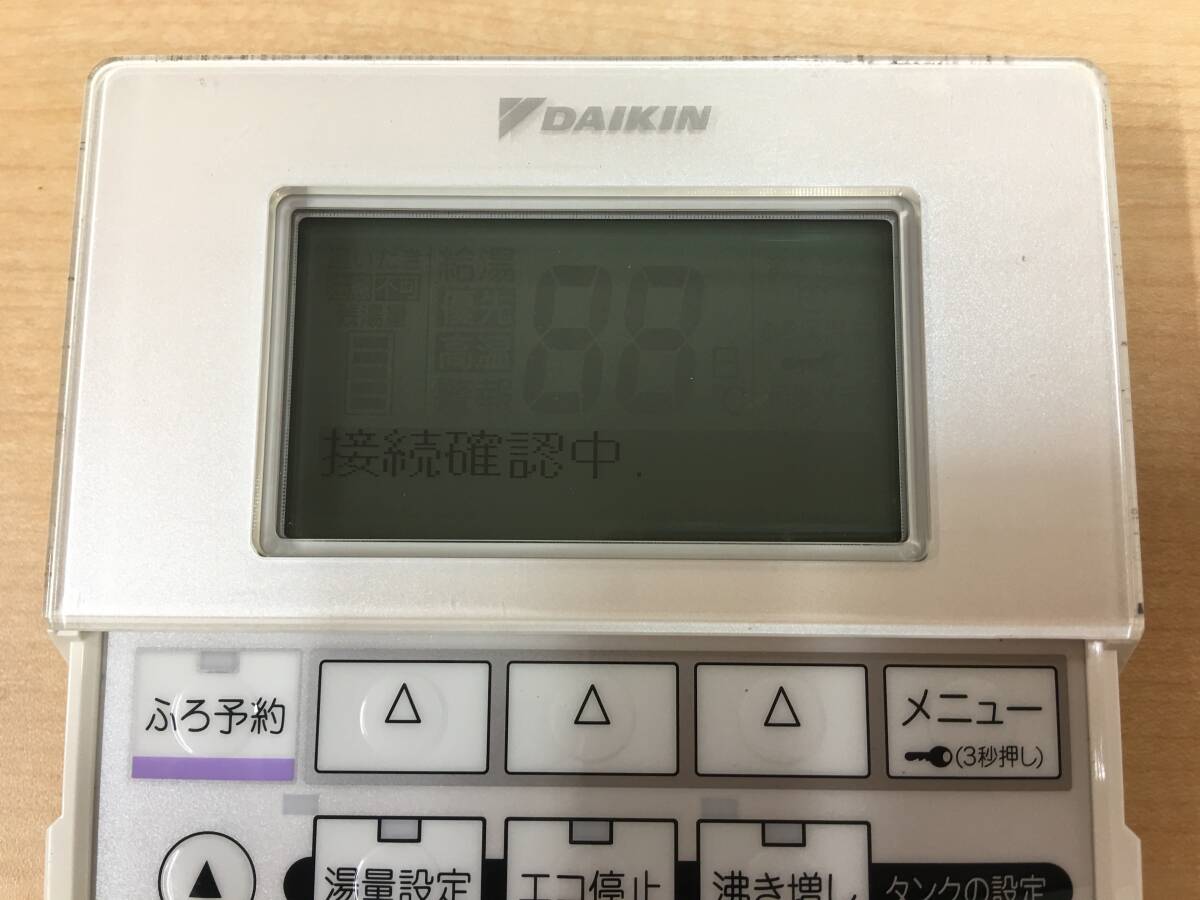 DAIKIN
給湯
優先
高温
88
日
接続確認中.
ふろ予約
△
△
△
メニュー
(3秒押し)
▲
湯量設定
エコ停止
沸き増し
タンクの設定